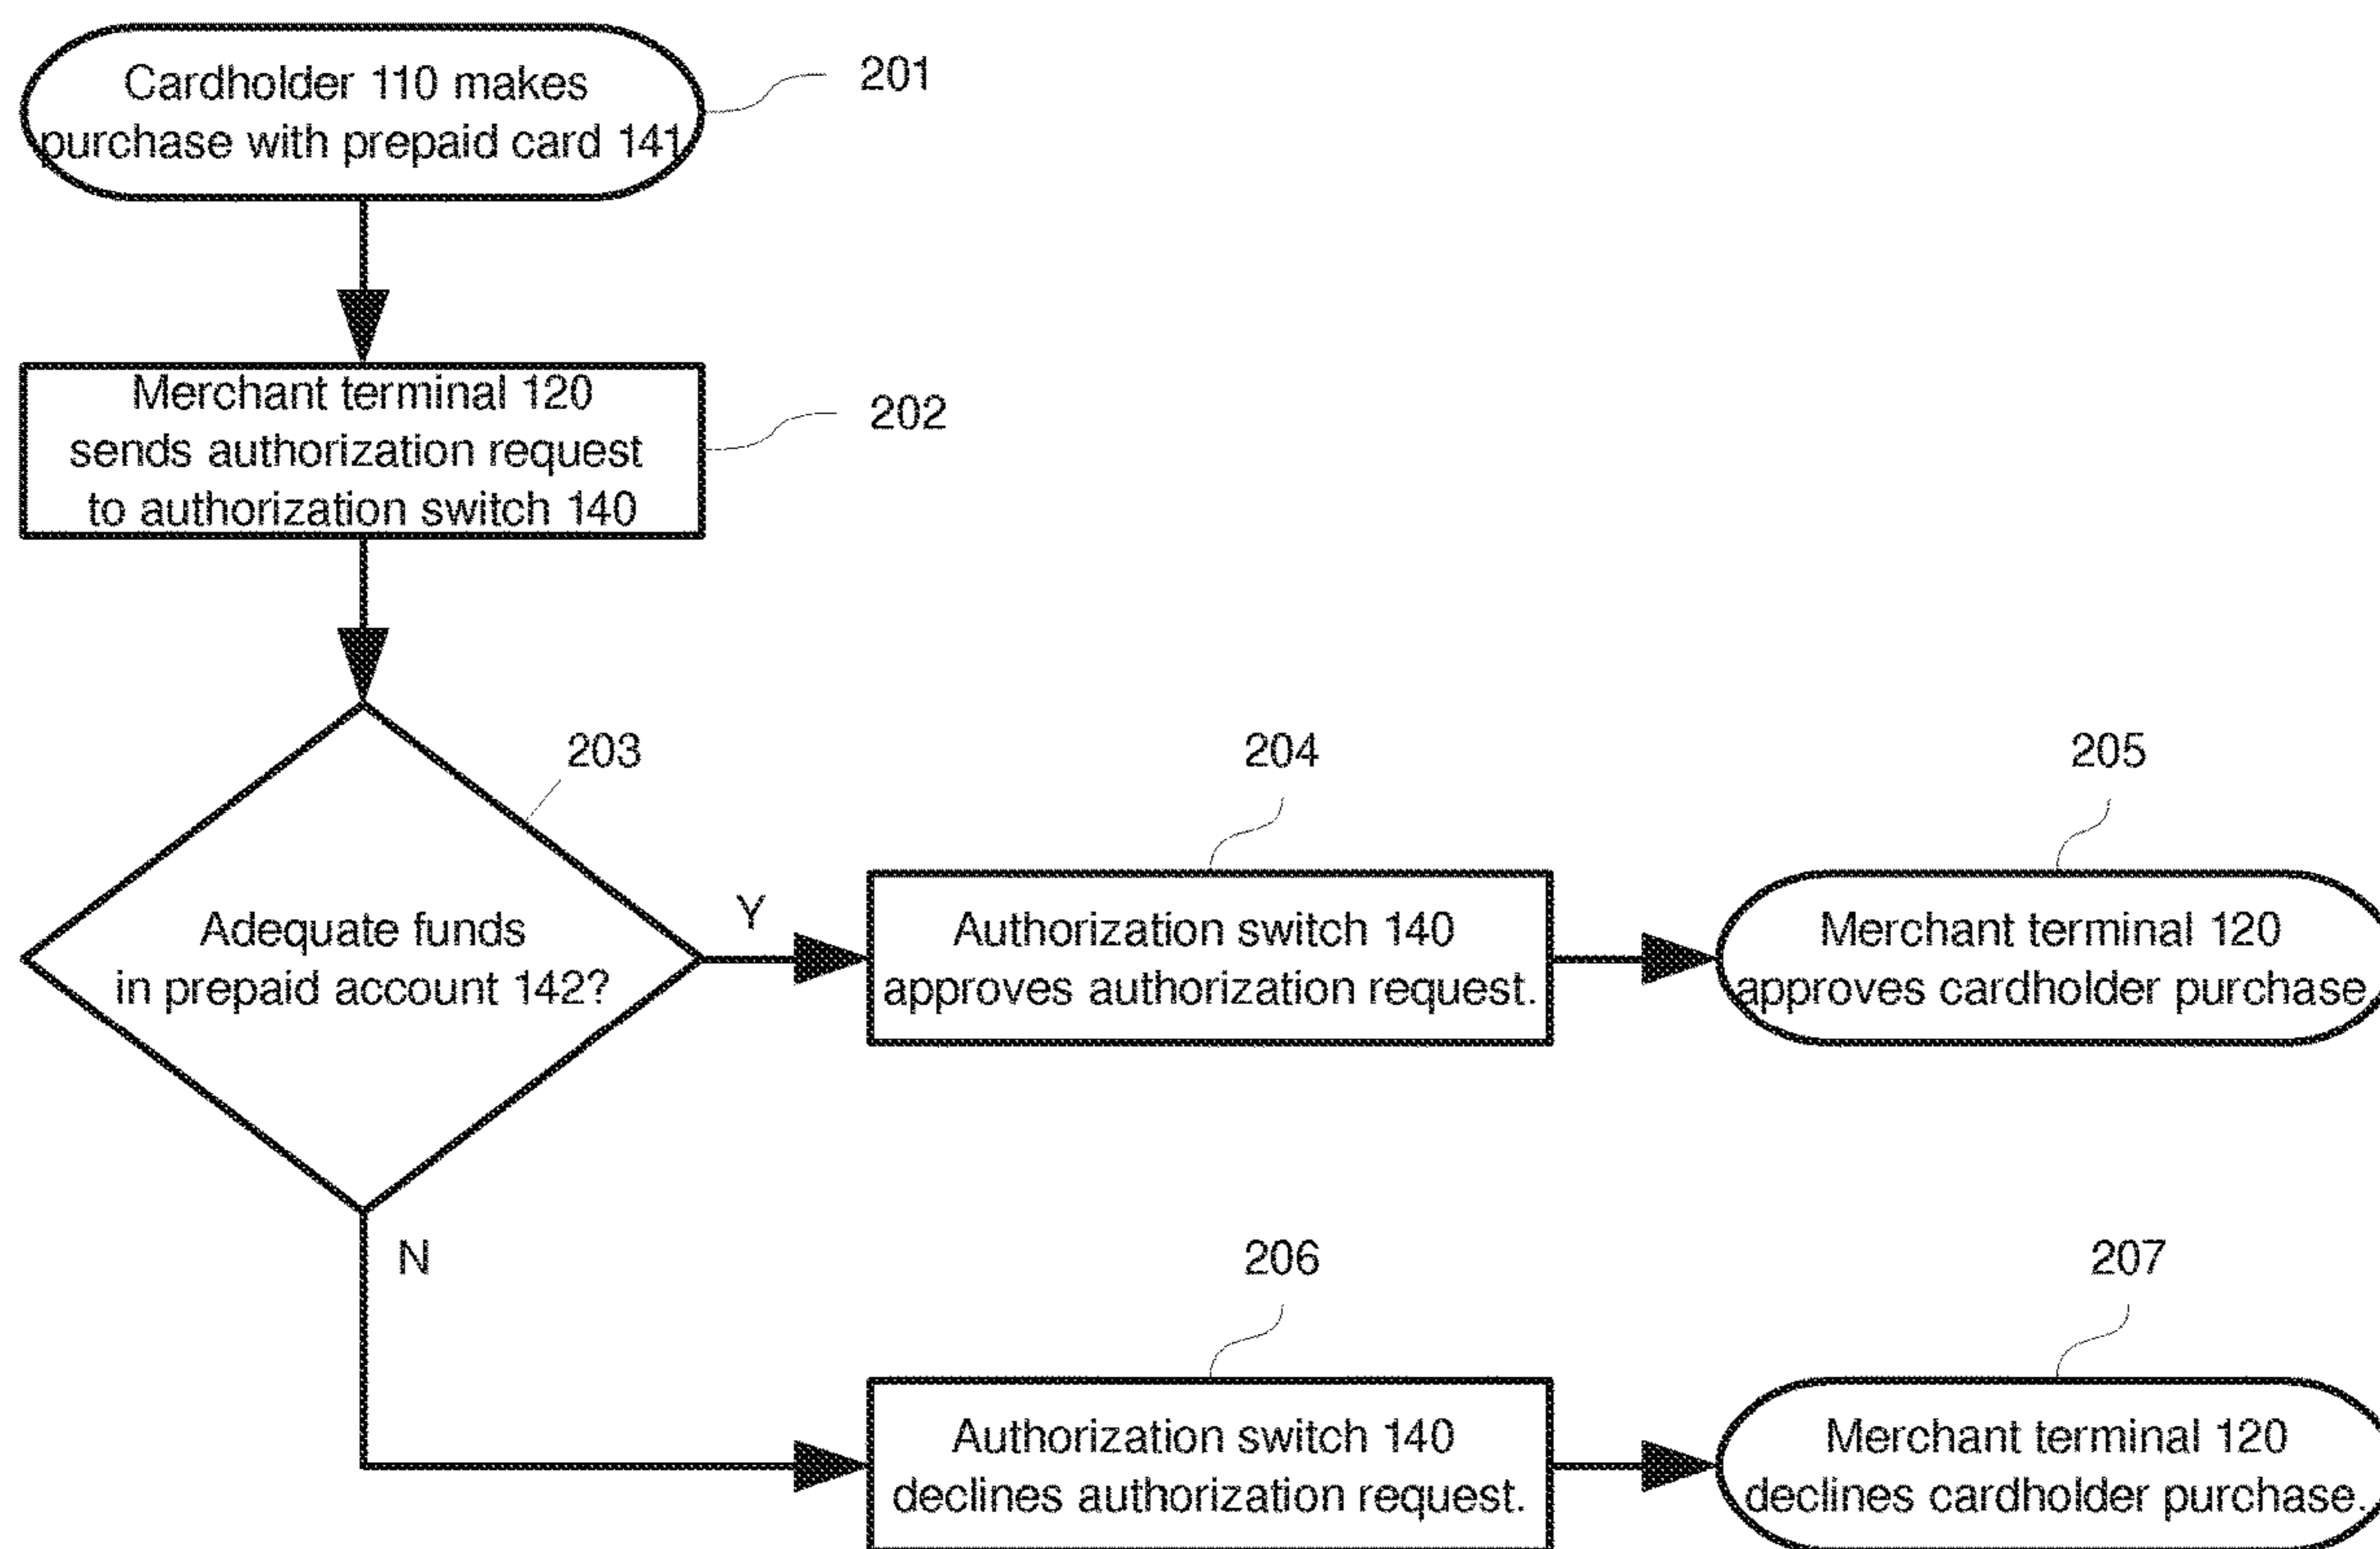 Cardholder 110 makes
purchase with prepaid card 141
201
Merchant terminal 120
sends authorization request
to authorization switch 140
202
203
Adequate funds
in prepaid account 142?
Y
N
204
Authorization switch 140
approves authorization request.
205
Merchant terminal 120
approves cardholder purchase
206
Authorization switch 140
declines authorization request.
207
Merchant terminal 120
declines cardholder purchase.